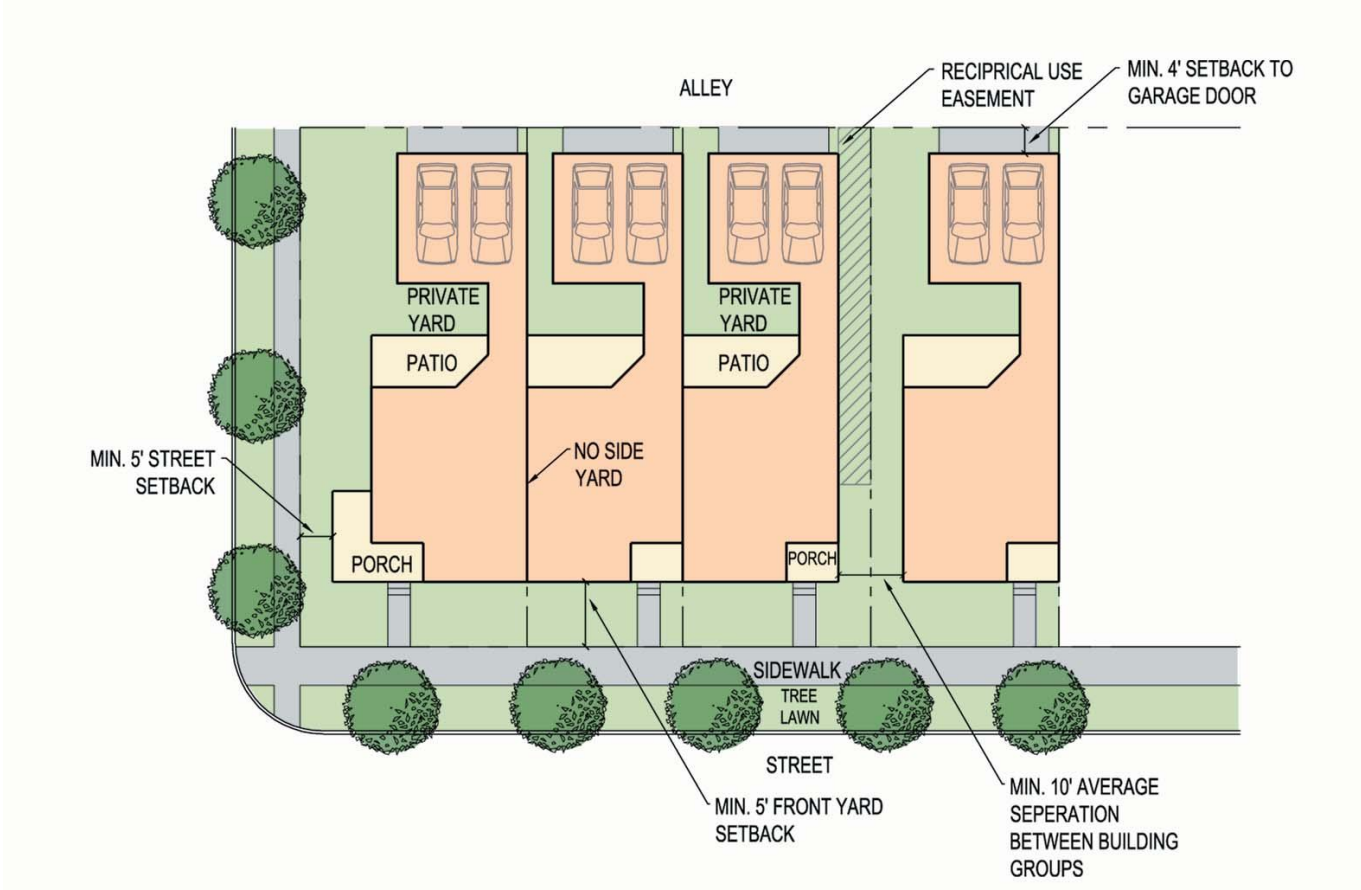 ALLEY
RECIPRICAL USE
EASEMENT
MIN. 4' SETBACK TO
GARAGE DOOR
PRIVATE
YARD
PRIVATE
YARD
PATIO
PATIO
MIN. 5' STREET
SETBACK
NO SIDE
YARD
PORCH
PORCH
SIDEWALK
TREE
LAWN
STREET
MIN. 5' FRONT YARD
SETBACK
MIN. 10' AVERAGE
SEPERATION
BETWEEN BUILDING
GROUPS